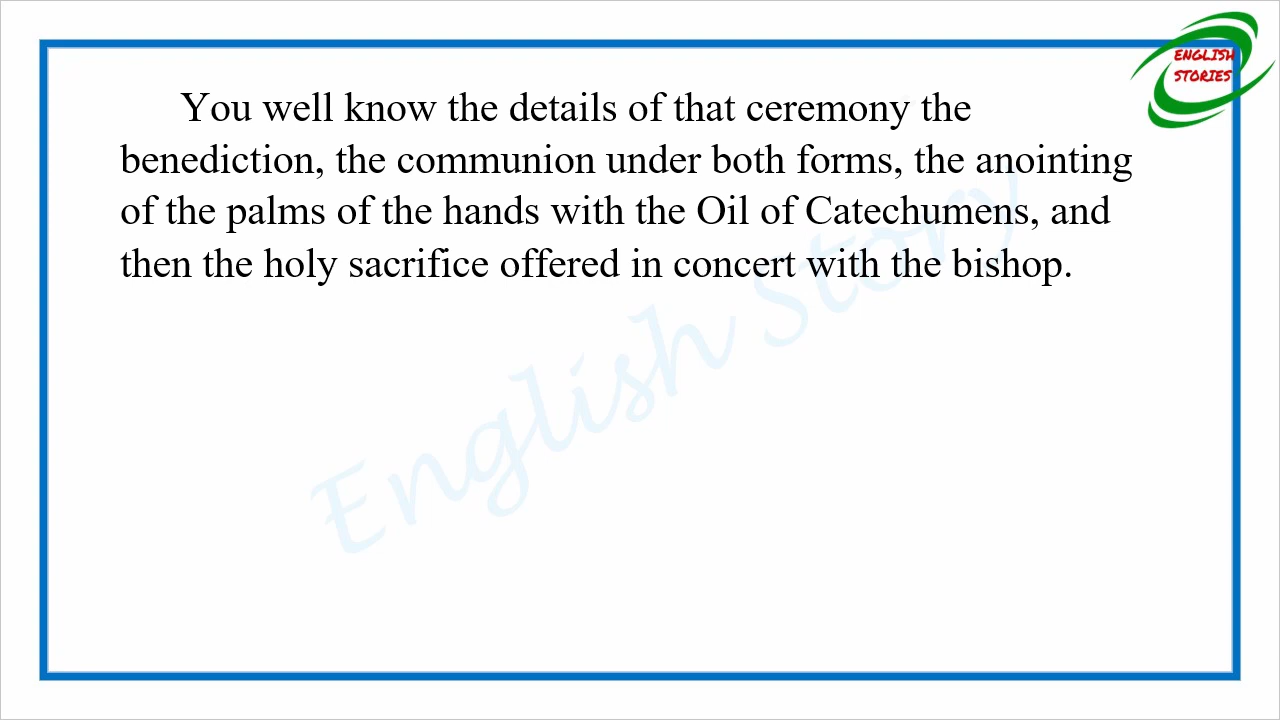 ENGLISH
STORIES
You well know the details of that ceremony the
benediction, the communion under both forms, the anointing
of the palms of the hands with the Oil of Catechumens, and
then the holy sacrifice offered in concert with the bishop.
English Story